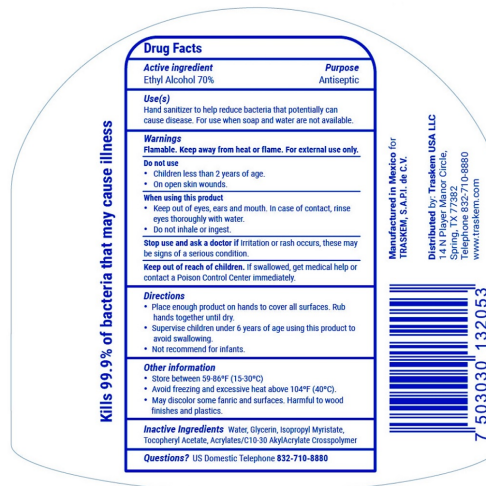 Kills 99.9% of bacteria that may cause illness
Drug Facts
Active ingredient Purpose
Ethyl Alcohol 70% Antiseptic
Use(s)
Hand sanitizer to help reduce bacteria that potentially can
cause disease. For use when soap and water are not available.
Warnings
Flamable. Keep away from heat or flame. For external use only.
Do not use
• Children less than 2 years of age.
• On open skin wounds.
When using this product
• Keep out of eyes, ears and mouth. In case of contact, rinse
eyes thoroughly with water.
• Do not inhale or ingest.
Stop use and ask a doctor if Irritation or rash occurs, these may
be signs of a serious condition.
Keep out of reach of children. If swallowed, get medical help or
contact a Poison Control Center immediately.
Directions
• Place enough product on hands to cover all surfaces. Rub
hands together until dry.
• Supervise children under 6 years of age using this product to
avoid swallowing.
• Not recommend for infants.
Other information
• Store between 59-86ºF (15-30ºC)
• Avoid freezing and excessive heat above 104ºF (40ºC).
• May discolor some fanric and surfaces. Harmful to wood
finishes and plastics.
Inactive Ingredients Water, Glycerin, Isopropyl Myristate,
Tocopheryl Acetate, Acrylates/C10-30 AkylAcrylate Crosspolymer
Questions? US Domestic Telephone 832-710-8880
Manufactured in Mexico for
TRASKEM, S.A.P.I. de C.V.
Distributed by: Traskem USA LLC
14 N Player Manor Circle,
Spring, TX 77382
Telephone 832-710-8880
www.traskem.com
7 503030 132053